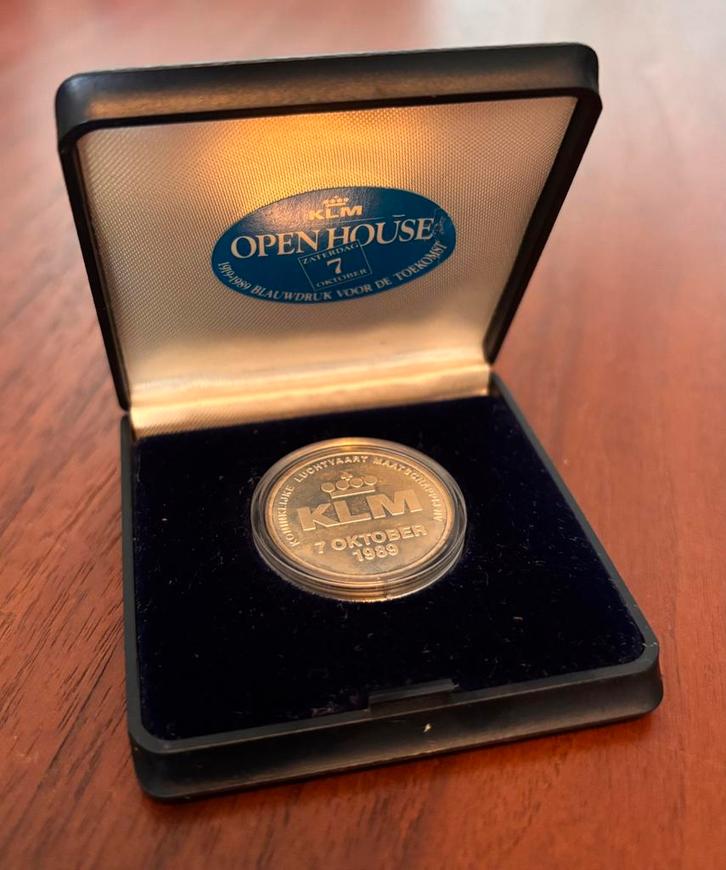 KLM
OPEN HOUSE
ZATERDAG
7
OKTOBER
1919-1989 BLAUWDRUK VOOR DE TOEKOMST
KONINKLIJKE LUCHTVAART MAATSCHAPPIJ NV
KLM
7 OKTOBER
1989